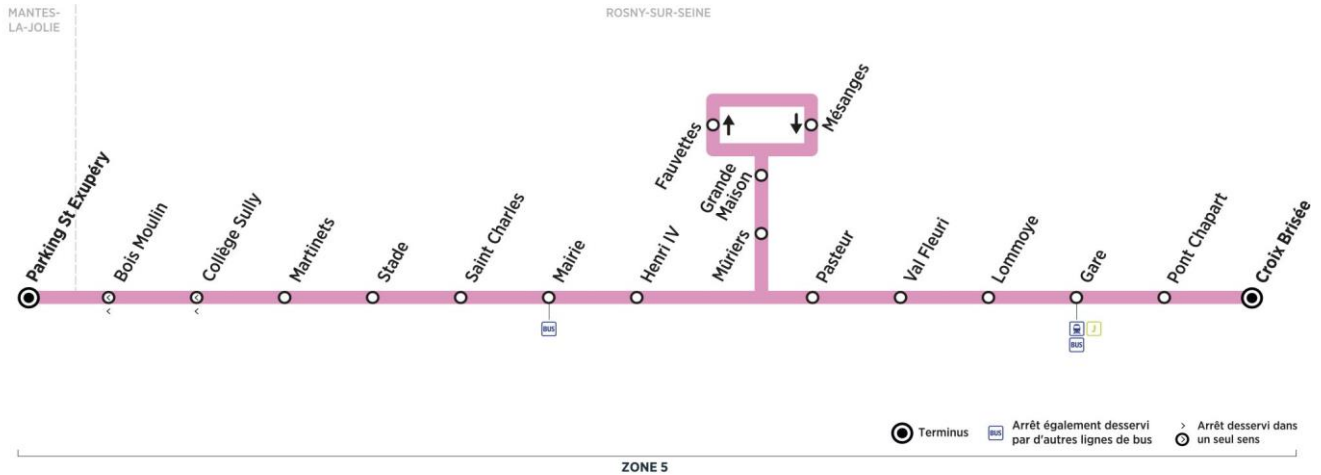 MANTES-
LA-JOLIE
ROSNY-SUR-SEINE
Parking St Exupéry
Bois Moulin
Collège Sully
Martinets
Stade
Saint Charles
Mairie
BUS
Henri IV
Mûriers
Grande
Maison
Fauvettes
Mésanges
Pasteur
Val Fleuri
Lommoye
Gare
J
BUS
Pont Chapart
Croix Brisée
Terminus
BUS
Arrêt également desservi
par d'autres lignes de bus
Arrêt desservi dans
un seul sens
ZONE 5